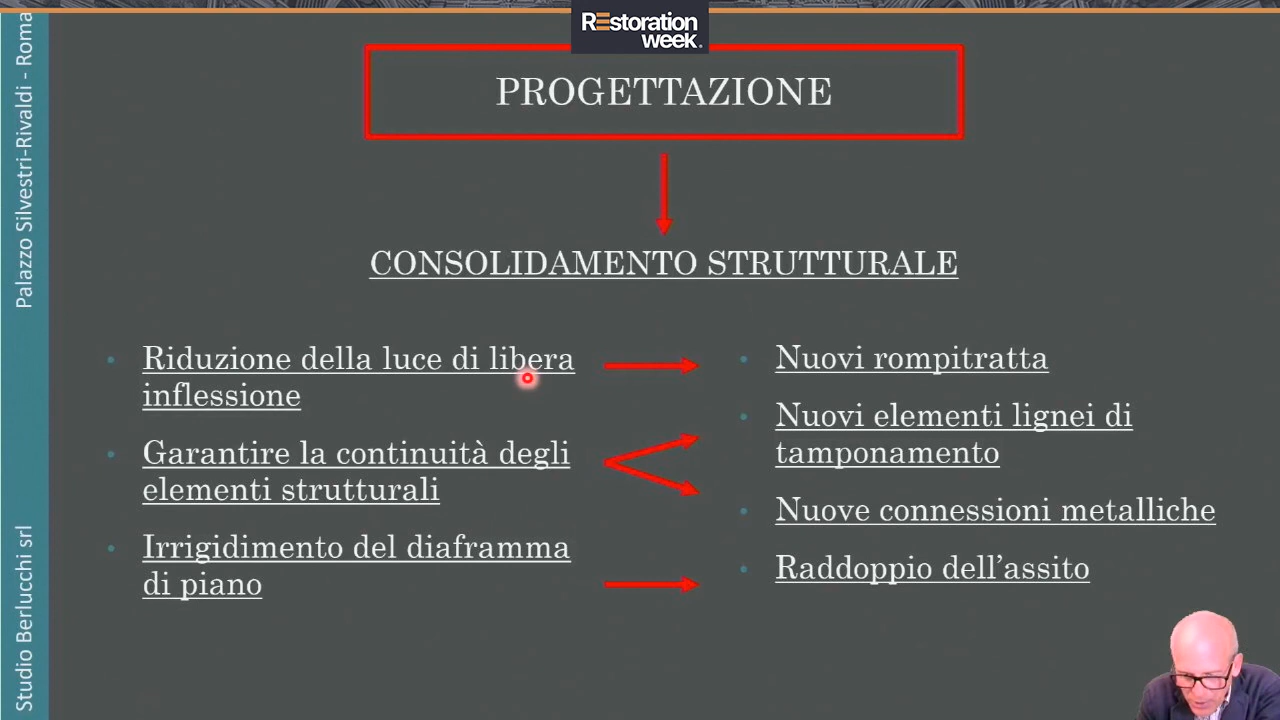 REstoration
week.
PROGETTAZIONE
CONSOLIDAMENTO STRUTTURALE
Riduzione della luce di libera
inflessione
Garantire la continuità degli
elementi strutturali
Irrigidimento del diaframma
di piano
Nuovi rompitratta
Nuovi elementi lignei di
tamponamento
Nuove connessioni metalliche
Raddoppio dell’assito
Palazzo Silvestri-Rivaldi - Roma
Studio Berlucchi srl